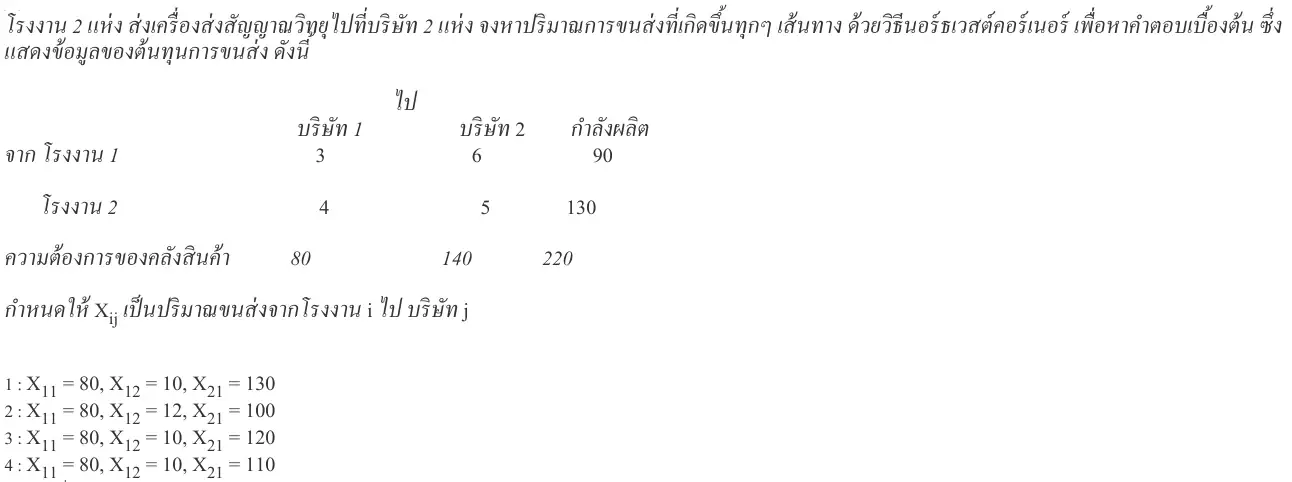 โรงงาน 2 แห่ง ส่งเครื่องส่งสัญญาณวิทยุไปที่บริษัท 2 แห่ง จงหาปริมาณการขนส่งที่เกิดขึ้นทุกๆ เส้นทาง ด้วยวิธีนอร์ธเวสต์คอร์เนอร์ เพื่อหาคำตอบเบื้องต้น ซึ่ง
แสดงข้อมูลของต้นทุนการขนส่ง ดังนี้
ไป
บริษัท 1 บริษัท 2 กำลังผลิต
จาก โรงงาน 1 3 6 90
โรงงาน 2 4 5 130
ความต้องการของคลังสินค้า 80 140 220
กำหนดให้ Xij เป็นปริมาณขนส่งจากโรงงาน i ไป บริษัท j
1 : X11 = 80, X12 = 10, X21 = 130
2 : X11 = 80, X12 = 12, X21 = 100
3 : X11 = 80, X12 = 10, X21 = 120
4 : X11 = 80, X12 = 10, X21 = 110